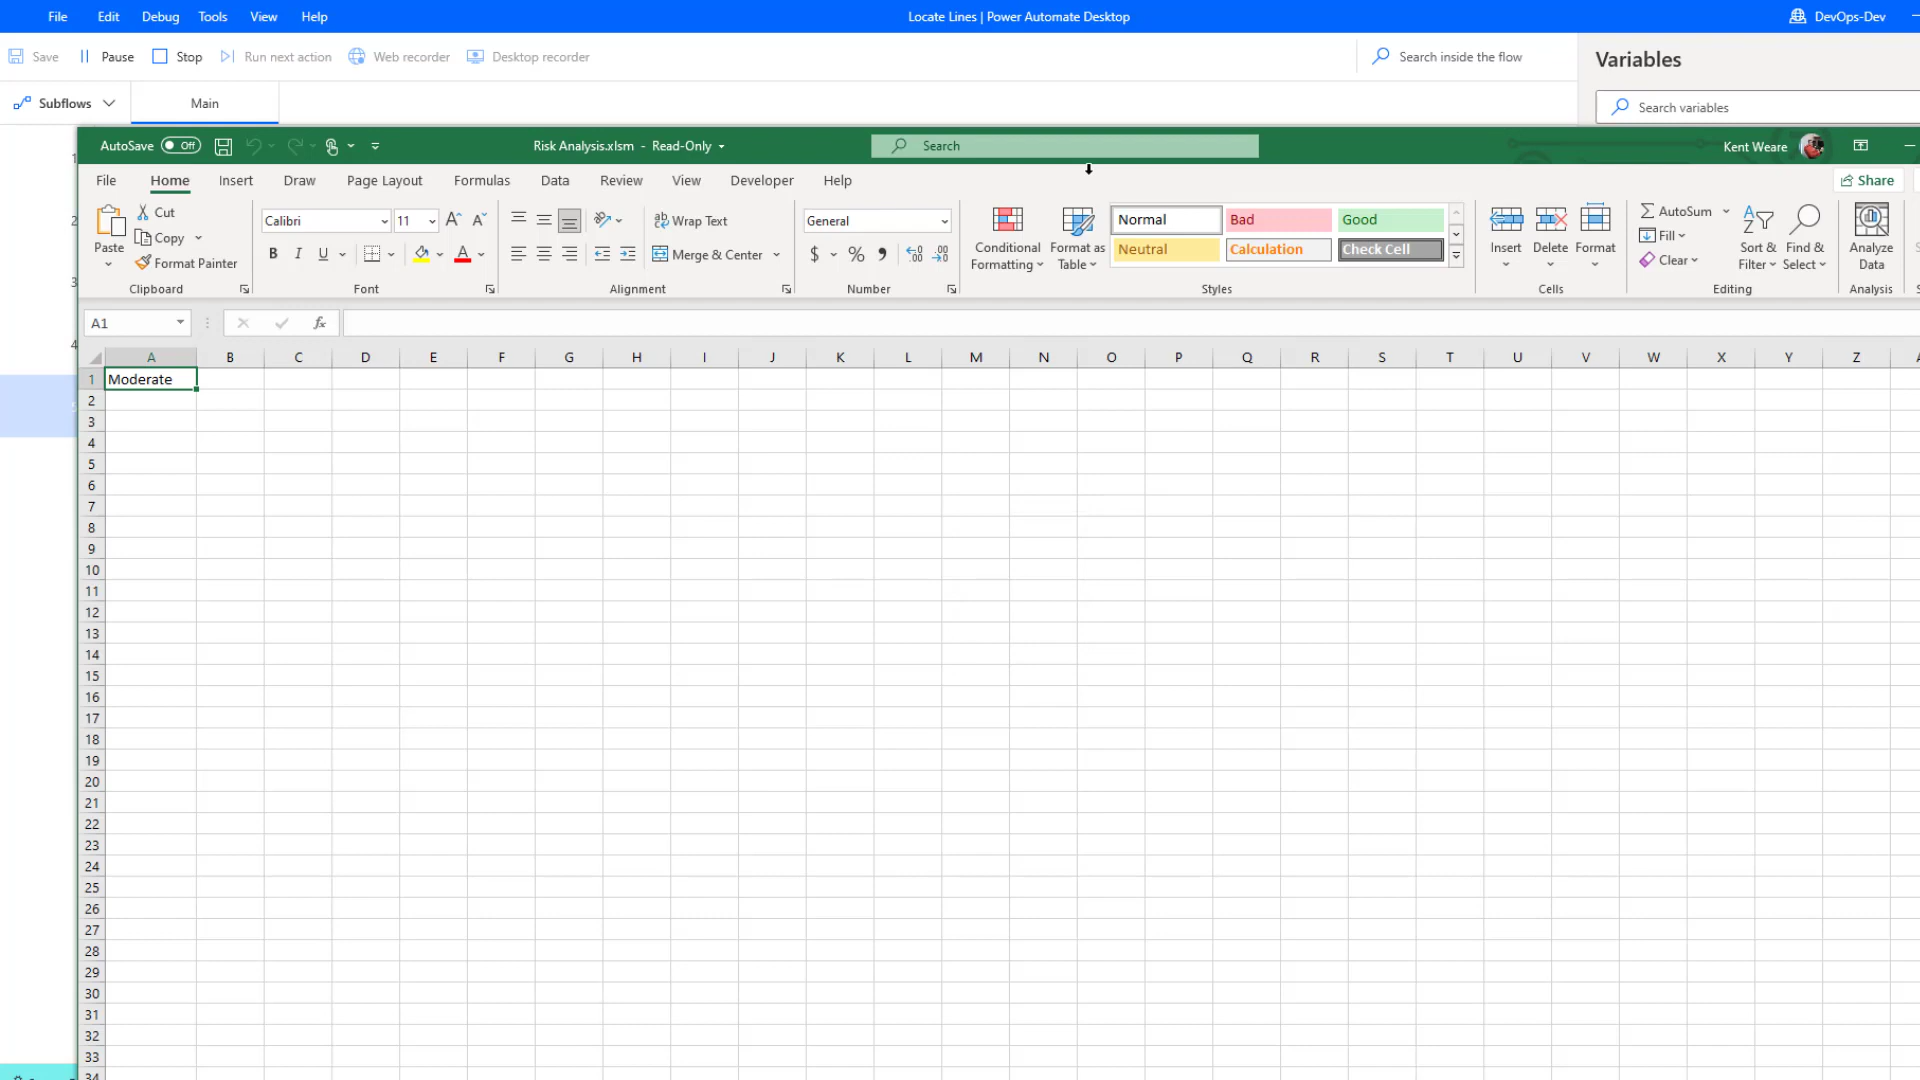 File Edit Debug Tools View Help Locate Lines | Power Automate Desktop DevOps-Dev
Save Pause Stop Run next action Web recorder Desktop recorder Search inside the flow Variables
Subflows Main Search variables
AutoSave Off Risk Analysis.xlsm - Read-Only Search Kent Weare
File Home Insert Draw Page Layout Formulas Data Review View Developer Help Share
Paste Cut Copy Format Painter
Calibri 11 B I U
Wrap Text Merge & Center
General $ %
Conditional Formatting Format as Table
Normal Bad Good
Neutral Calculation Check Cell
Insert Delete Format
AutoSum Fill Clear Sort & Filter Find & Select
Analyze Data
Clipboard Font Alignment Number Styles Cells Editing Analysis
A1 fx
A B C D E F G H I J K L M N O P Q R S T U V W X Y Z
1 Moderate
2
3
4
5
6
7
8
9
10
11
12
13
14
15
16
17
18
19
20
21
22
23
24
25
26
27
28
29
30
31
32
33
34